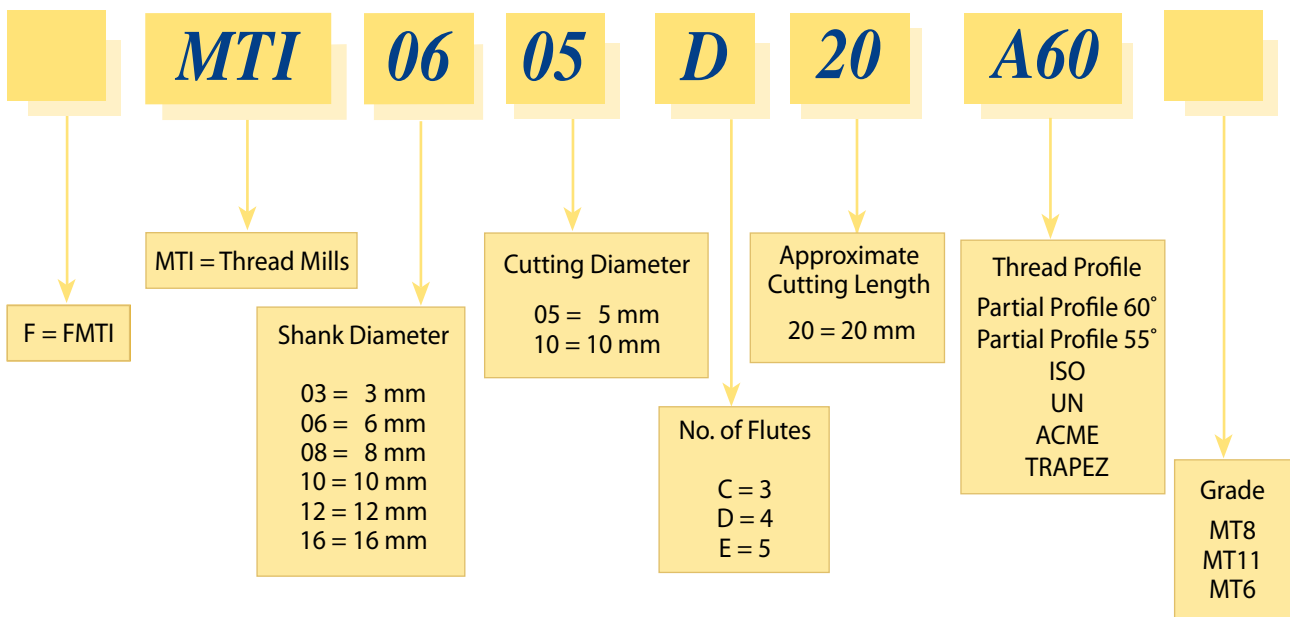 MTI 06 05 D 20 A60
F = FMTI
MTI = Thread Mills
Shank Diameter
03 = 3 mm
06 = 6 mm
08 = 8 mm
10 = 10 mm
12 = 12 mm
16 = 16 mm
Cutting Diameter
05 = 5 mm
10 = 10 mm
No. of Flutes
C = 3
D = 4
E = 5
Approximate
Cutting Length
20 = 20 mm
Thread Profile
Partial Profile 60°
Partial Profile 55°
ISO
UN
ACME
TRAPEZ
Grade
MT8
MT11
MT6